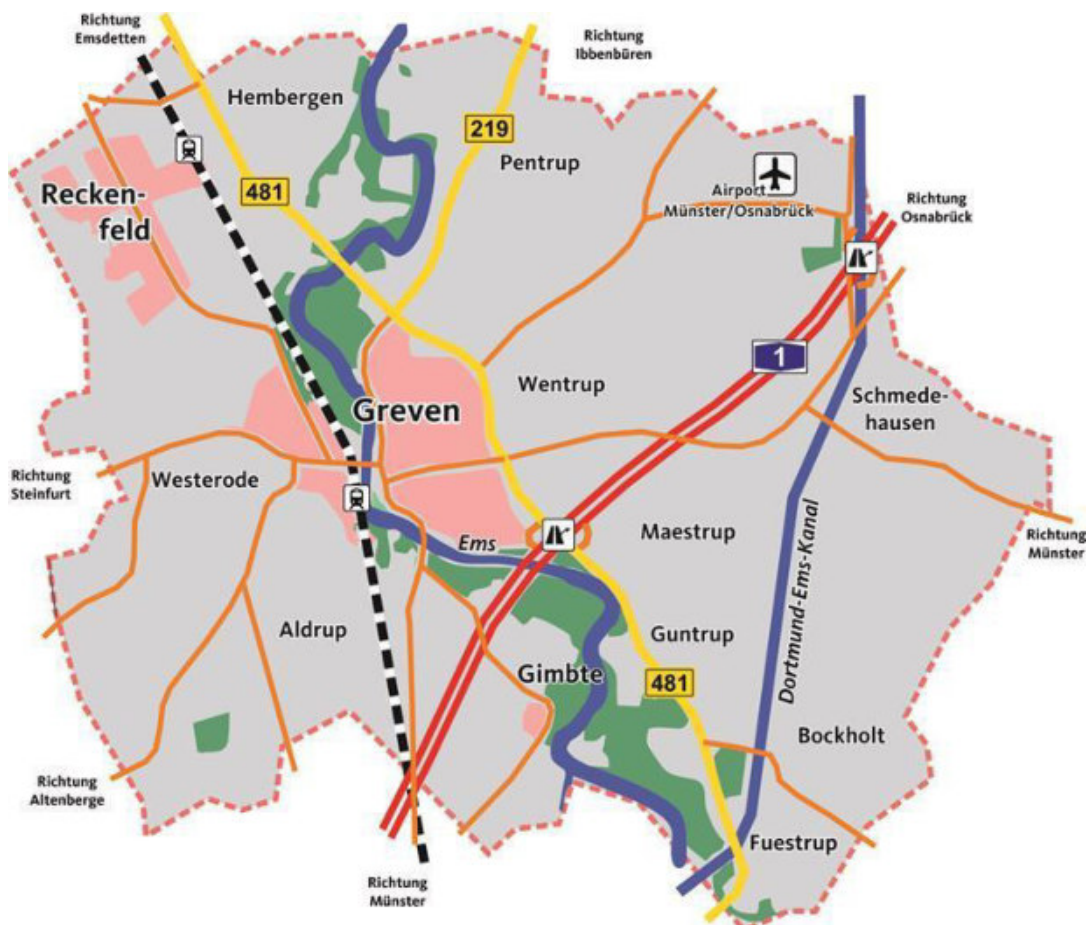 Richtung
Emsdetten
Richtung
Ibbenbüren
Hembergen
219
Pentrup
481
Recken-
feld
Airport
Münster/Osnabrück
Richtung
Osnabrück
1
Wentrup
Greven
Schmede-
hausen
Richtung
Steinfurt
Westerode
Ems
Maestrup
Richtung
Münster
Dortmund-Ems-Kanal
Aldrup
Guntrup
Gimbte
481
Bockholt
Richtung
Altenberge
Fuestrup
Richtung
Münster